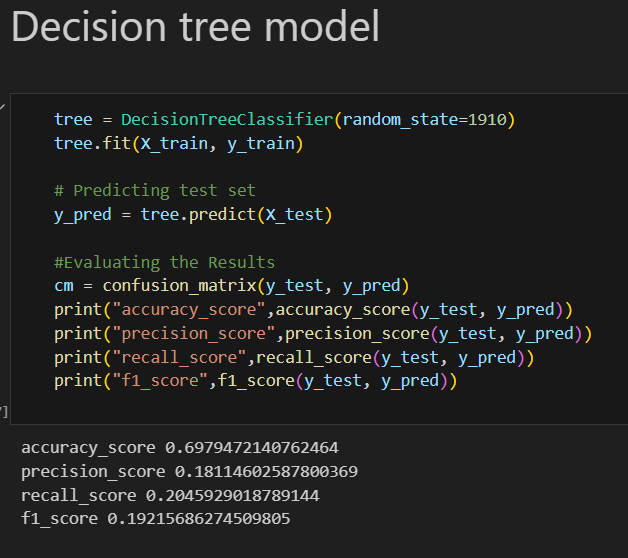 Decision tree model
tree = DecisionTreeClassifier(random_state=1910)
tree.fit(X_train, y_train)
# Predicting test set
y_pred = tree.predict(X_test)
#Evaluating the Results
cm = confusion_matrix(y_test, y_pred)
print("accuracy_score",accuracy_score(y_test, y_pred))
print("precision_score",precision_score(y_test, y_pred))
print("recall_score",recall_score(y_test, y_pred))
print("f1_score",f1_score(y_test, y_pred))
]
accuracy_score 0.6979472140762464
precision_score 0.18114602587800369
recall_score 0.2045929018789144
f1_score 0.19215686274509805